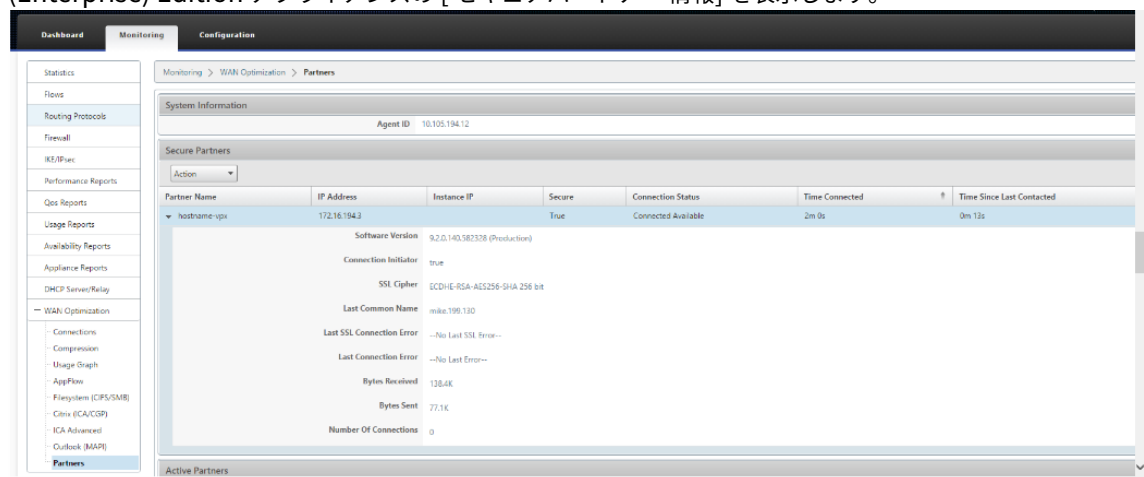 (Enterprise) Edition アプライアンスの [ セキュアパートナー情報] を表示します。
Dashboard Monitoring Configuration
Monitoring > WAN Optimization > Partners
Statistics
Flows
Routing Protocols
Firewall
IKE/IPsec
Performance Reports
Qos Reports
Usage Reports
Availability Reports
Appliance Reports
DHCP Server/Relay
WAN Optimization
Connections
Compression
Usage Graph
AppFlow
Filesystem (CIFS/SMB)
Citrix (ICA/CGP)
ICA Advanced
Outlook (MAPI)
Partners
System Information
Agent ID 10.105.194.12
Secure Partners
Action
Partner Name IP Address Instance IP Secure Connection Status Time Connected Time Since Last Contacted
hostname-vpx 172.16.194.3 True Connected Available 2m 0s 0m 13s
Software Version 9.2.0.140.582328 (Production)
Connection Initiator true
SSL Cipher ECDHE-RSA-AES256-SHA 256 bit
Last Common Name mike.199.130
Last SSL Connection Error --No Last SSL Error--
Last Connection Error --No Last Error--
Bytes Received 138.4K
Bytes Sent 77.1K
Number Of Connections 0
Active Partners